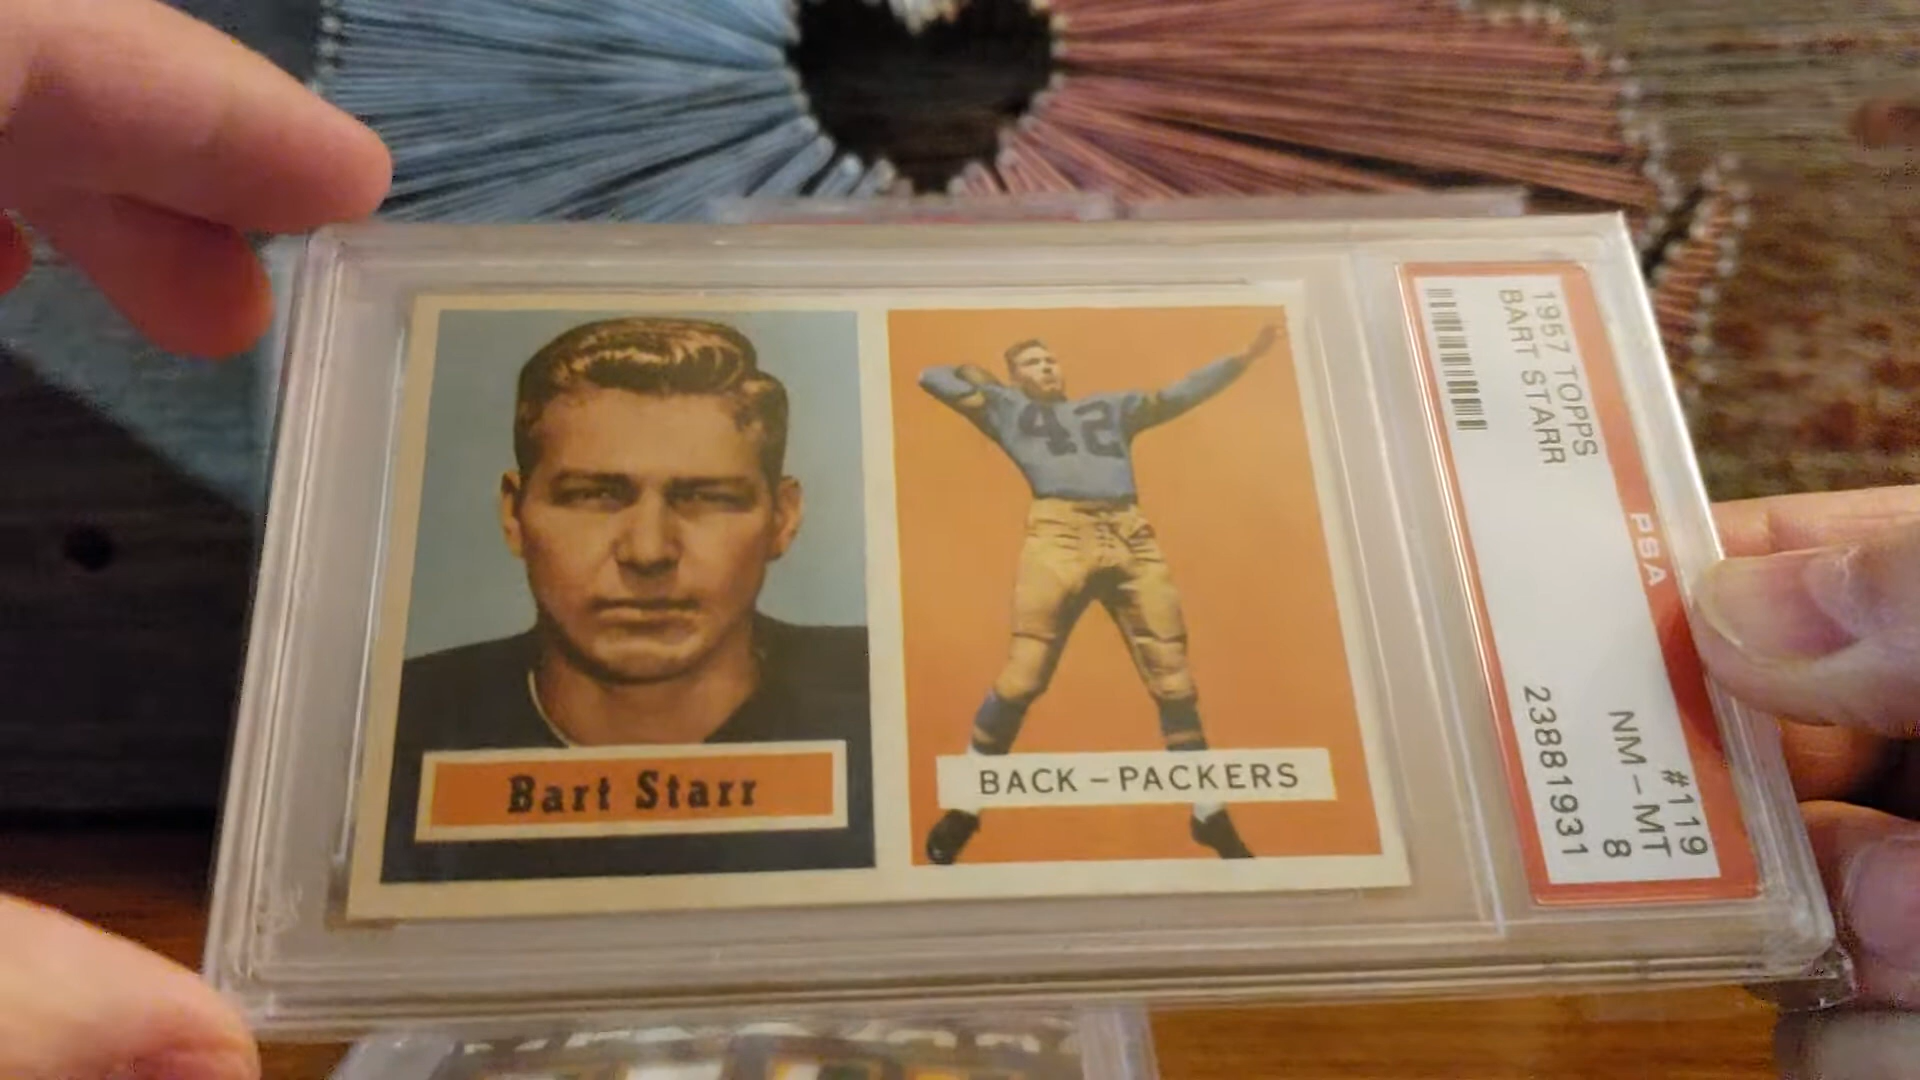 42
Bart Starr
BACK-PACKERS
1957 TOPPS
#119
BART STARR
NM-MT
8
PSA
23881931